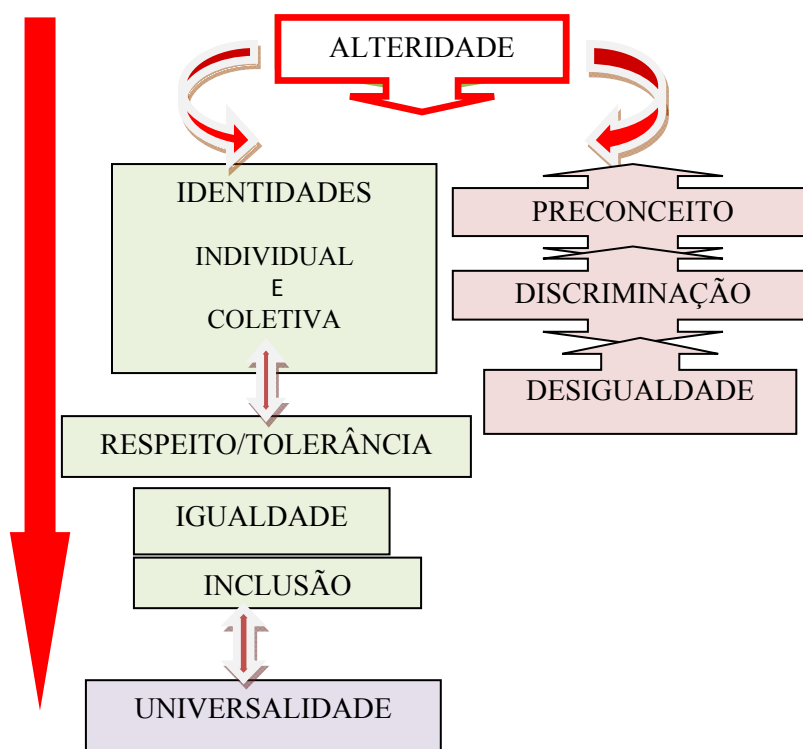 ALTERIDADE
IDENTIDADES
INDIVIDUAL
E
COLETIVA
RESPEITO/TOLERÂNCIA
IGUALDADE
INCLUSÃO
UNIVERSALIDADE
PRECONCEITO
DISCRIMINAÇÃO
DESIGUALDADE